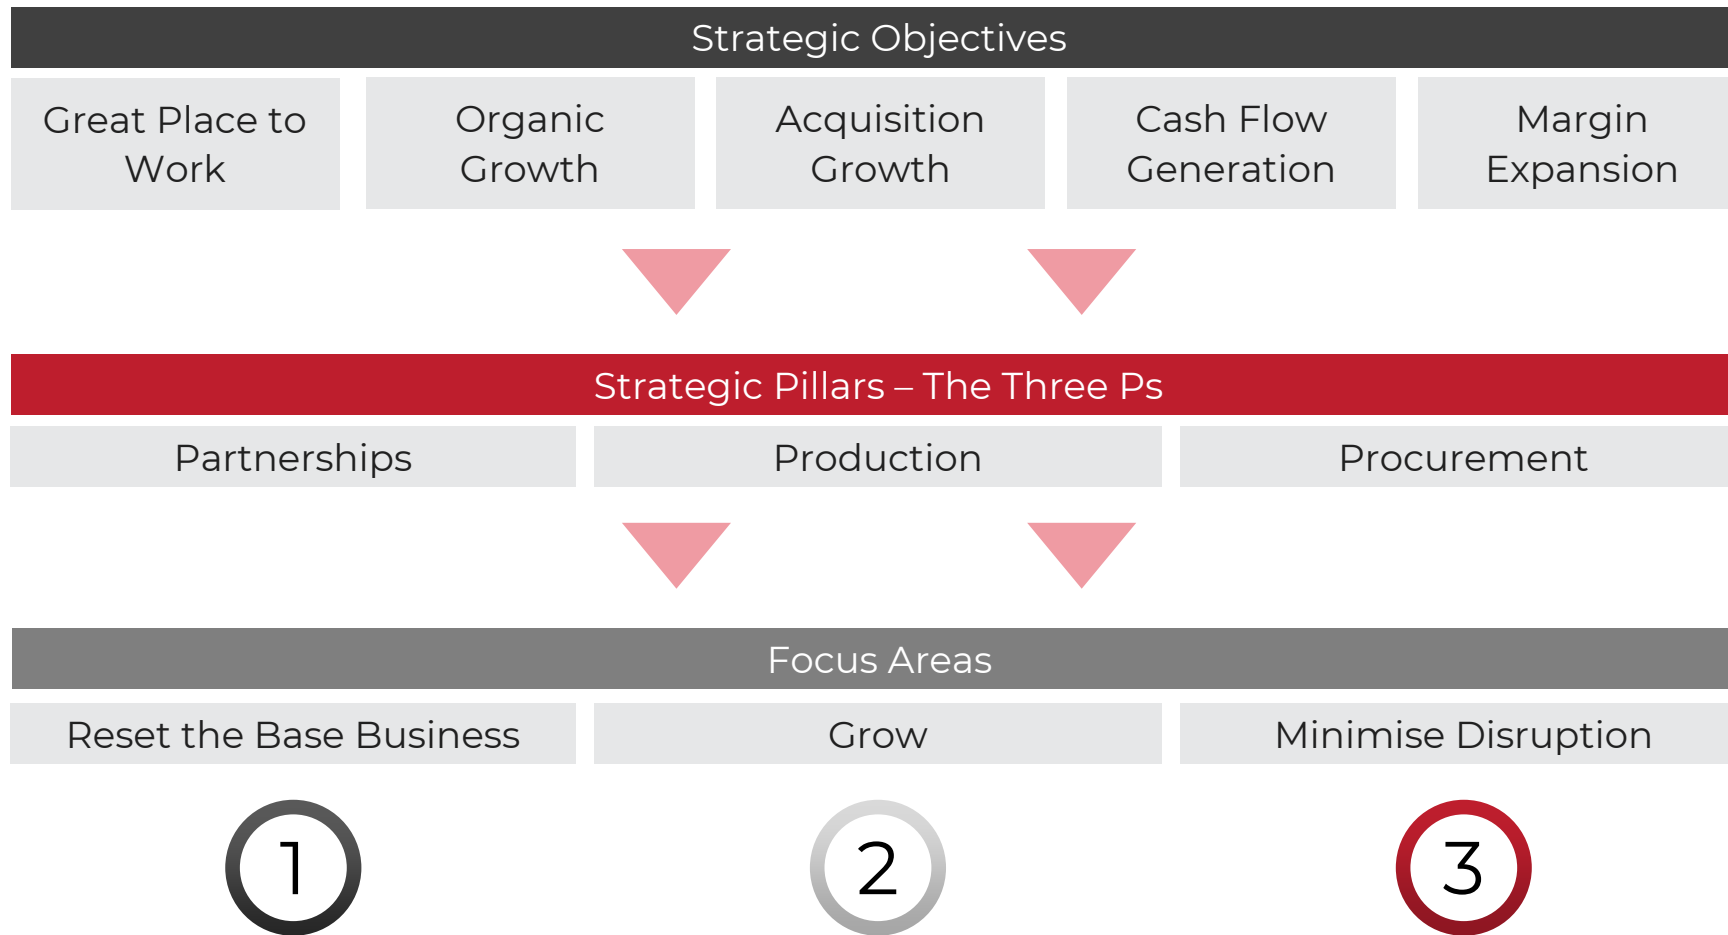 Strategic Objectives
Great Place to
Work
Organic
Growth
Acquisition
Growth
Cash Flow
Generation
Margin
Expansion
Strategic Pillars – The Three Ps
Partnerships
Production
Procurement
Focus Areas
Reset the Base Business
Grow
Minimise Disruption
1
2
3